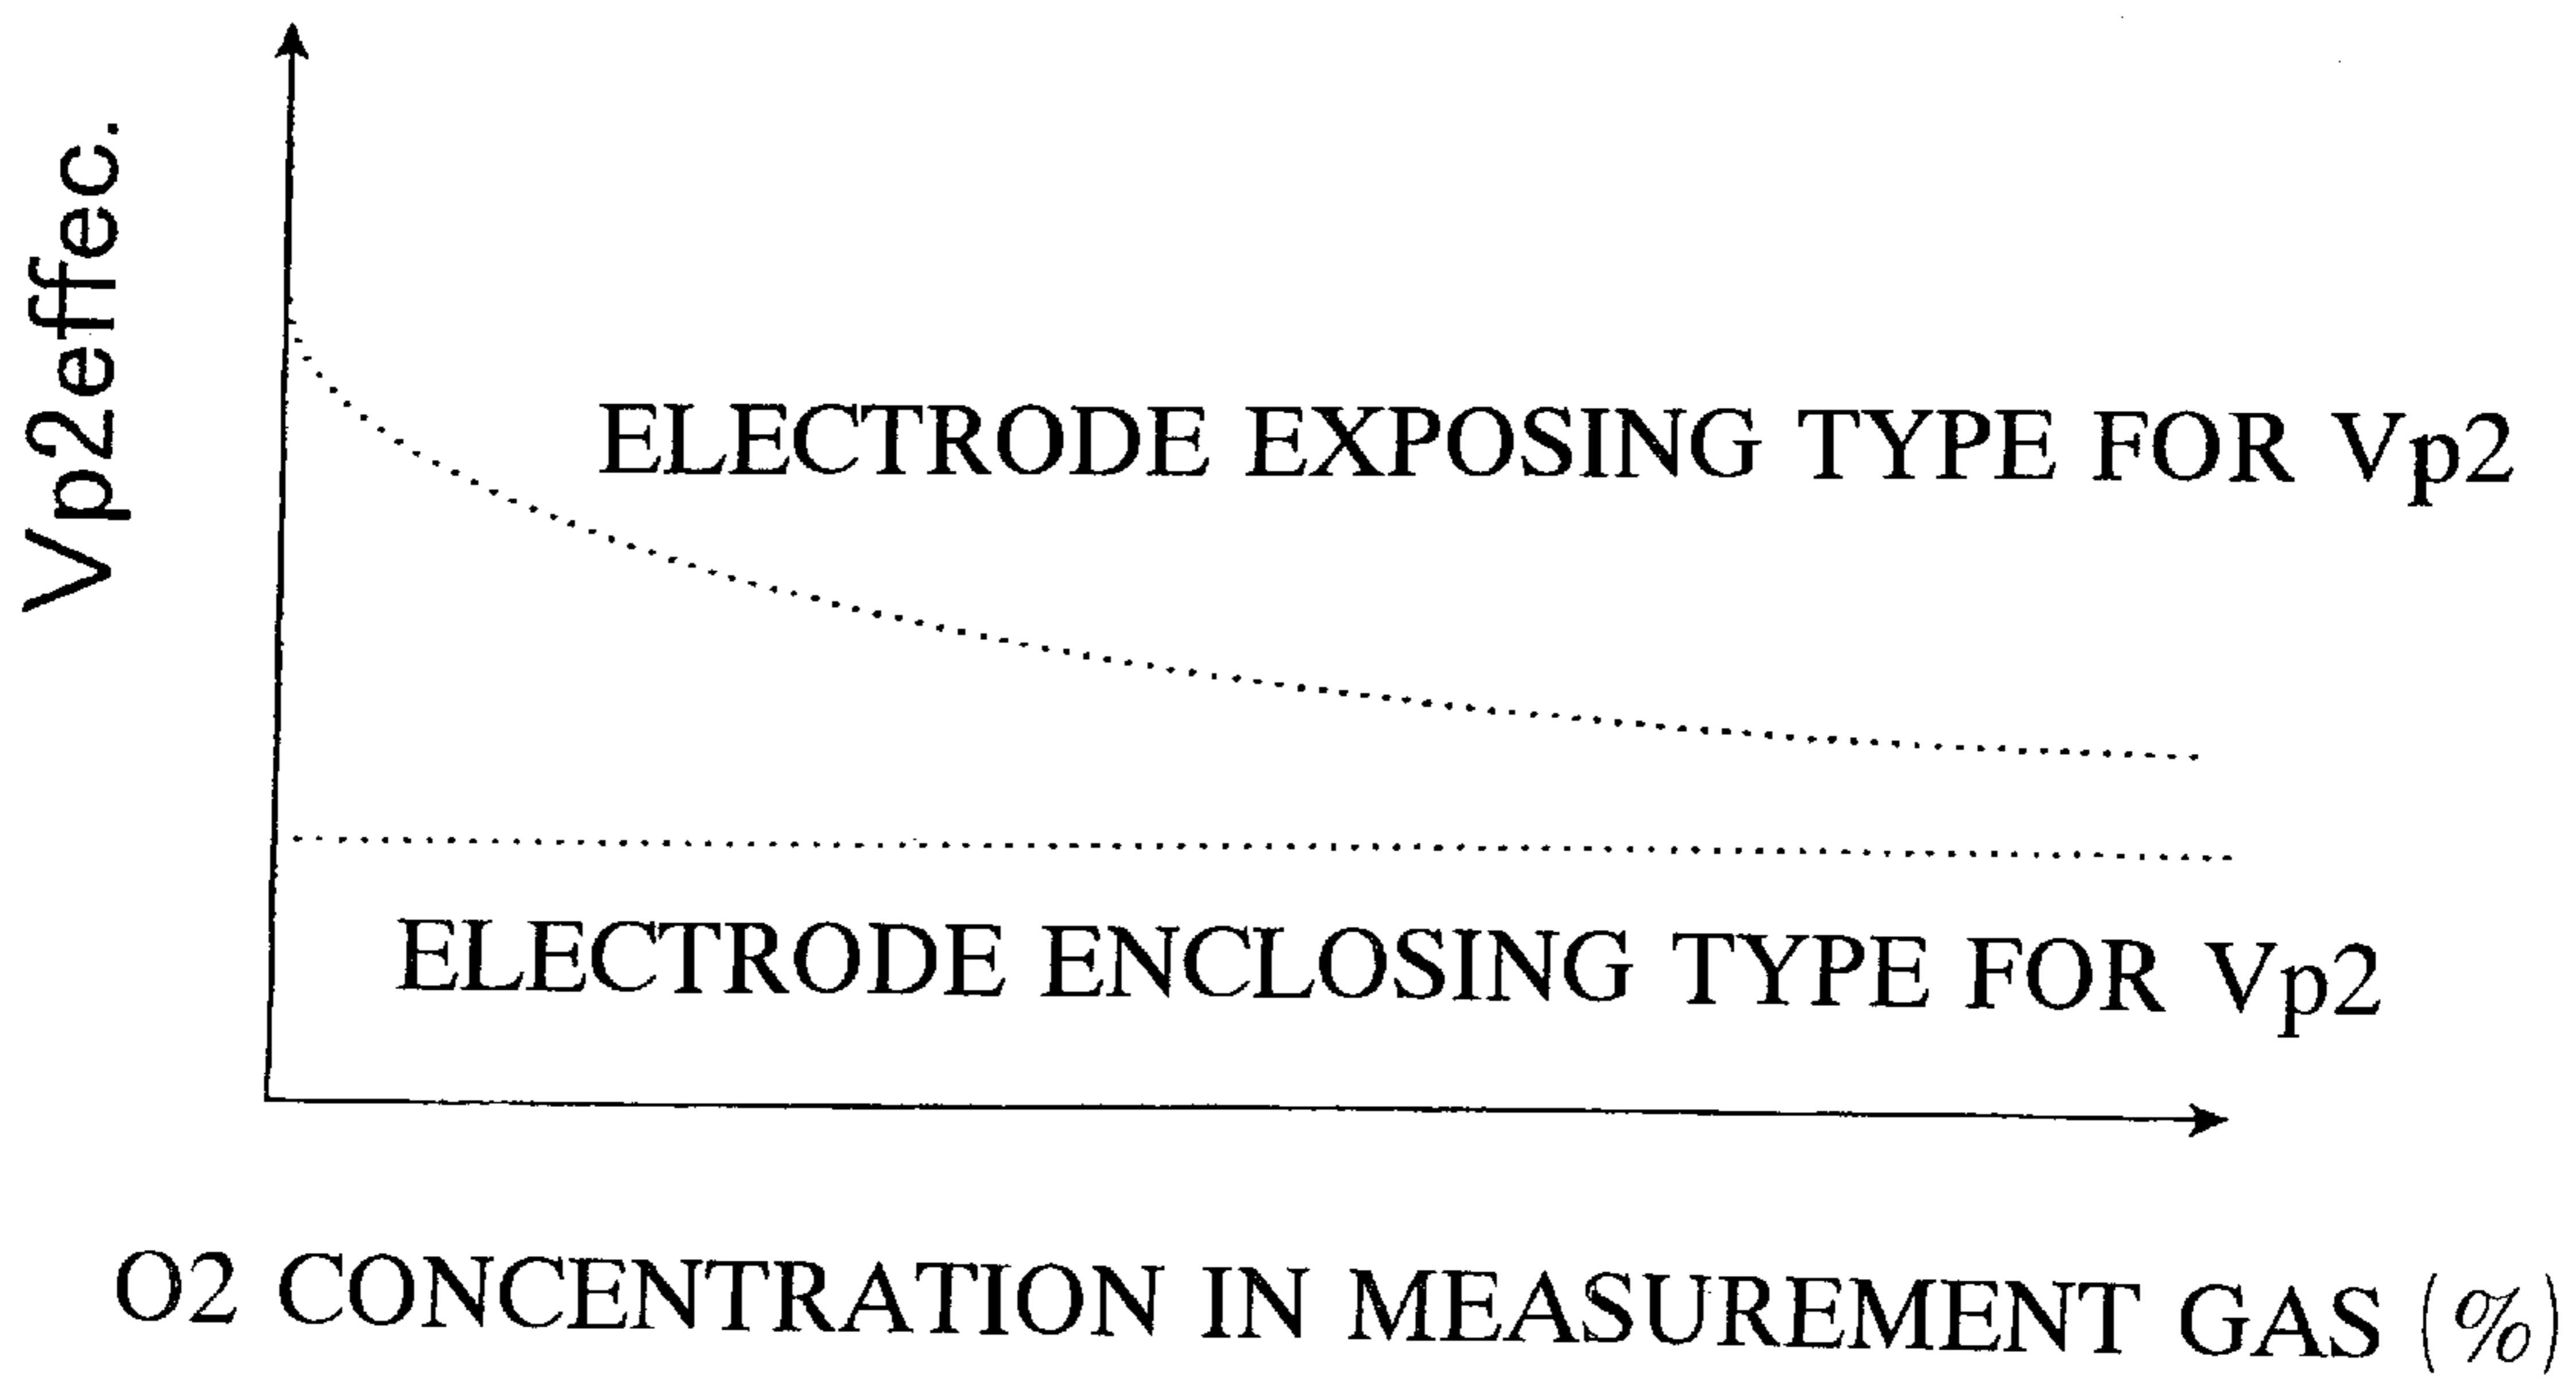 Vp2effec.
ELECTRODE EXPOSING TYPE FOR Vp2
ELECTRODE ENCLOSING TYPE FOR Vp2
O2 CONCENTRATION IN MEASUREMENT GAS (%)